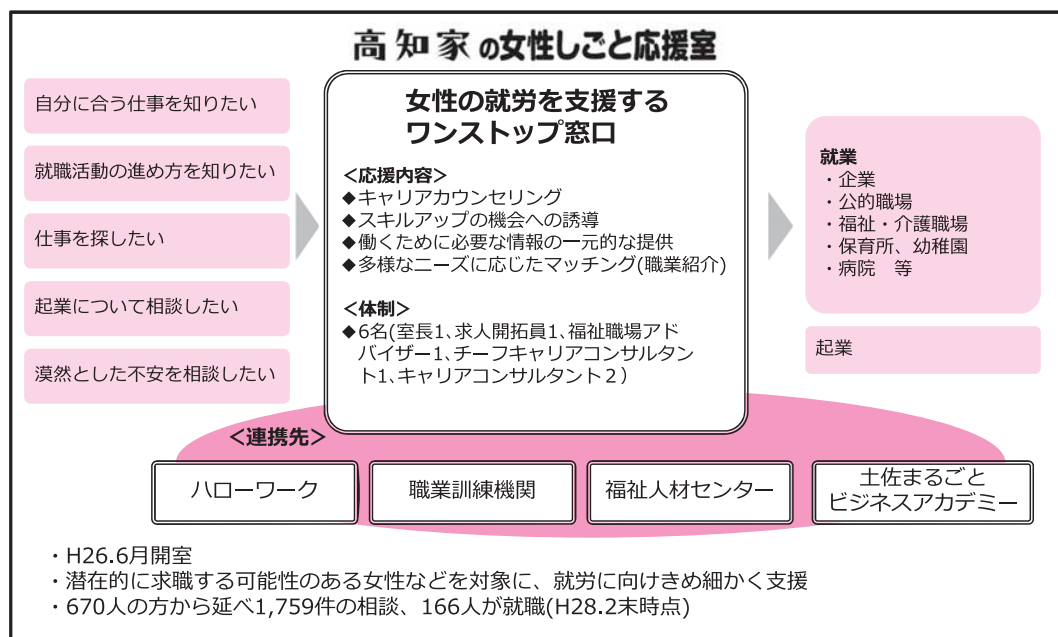 高知家の女性しごと応援室
自分に合う仕事を知りたい
就職活動の進め方を知りたい
仕事を探したい
起業について相談したい
漠然とした不安を相談したい
女性の就労を支援する
ワンストップ窓口
＜応援内容＞
◆キャリアカウンセリング
◆スキルアップの機会への誘導
◆働くために必要な情報の一元的な提供
◆多様なニーズに応じたマッチング(職業紹介)
＜体制＞
◆6名(室長1、求人開拓員1、福祉職場アド
バイザー1、チーフキャリアコンサルタン
ト1、キャリアコンサルタント２）
就業
・企業
・公的職場
・福祉・介護職場
・保育所、幼稚園
・病院　等
起業
＜連携先＞
ハローワーク
職業訓練機関
福祉人材センター
土佐まるごと
ビジネスアカデミー
・H26.6月開室
・潜在的に求職する可能性のある女性などを対象に、就労に向けきめ細かく支援
・670人の方から延べ1,759件の相談、166人が就職(H28.2末時点)